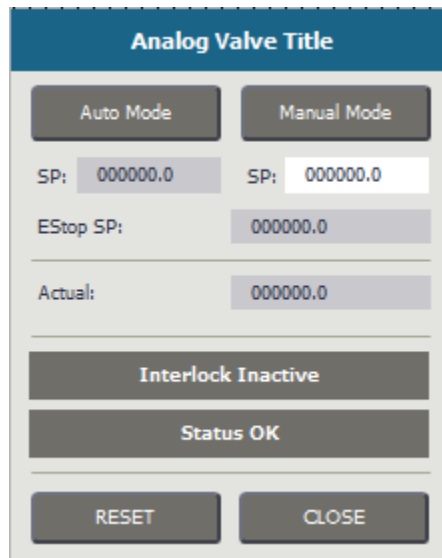 Analog Valve Title
Auto Mode Manual Mode
SP: 000000.0 SP: 000000.0
EStop SP: 000000.0
Actual: 000000.0
Interlock Inactive
Status OK
RESET CLOSE